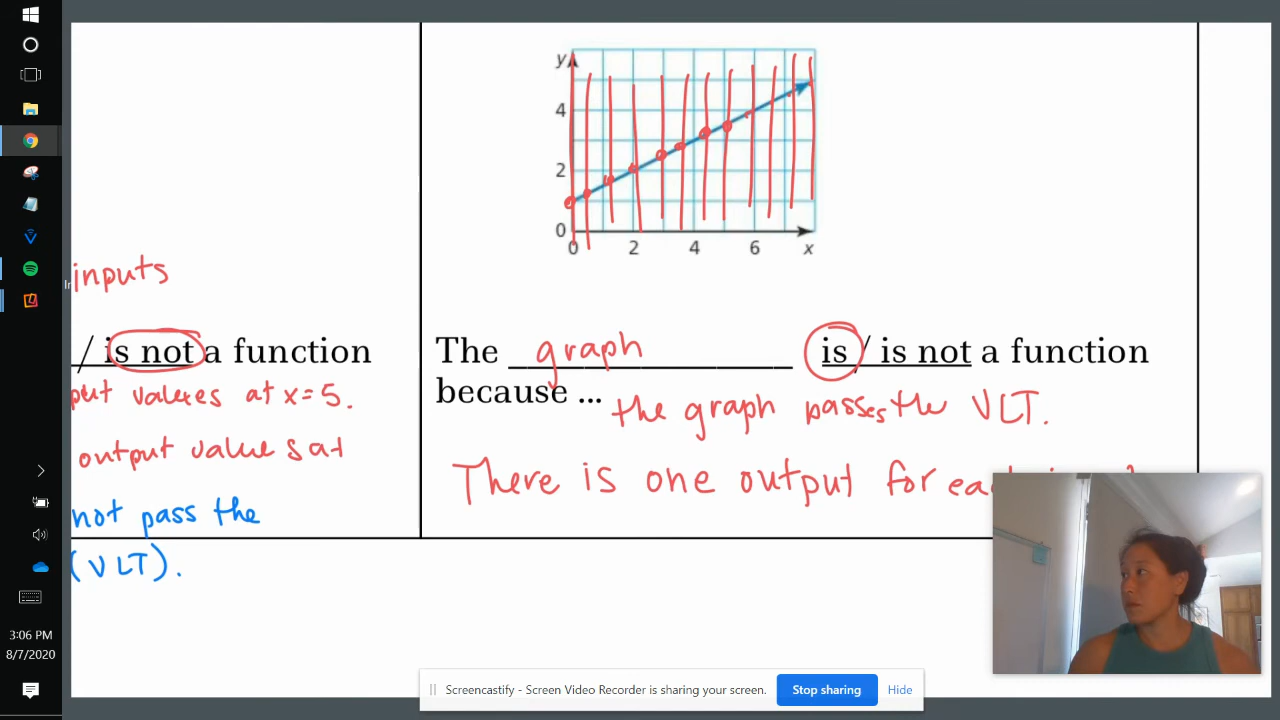 y
4
2
0
0 2 4 6 x
inputs
/ is not a function
put values at x=5.
output values at
not pass the
(VLT).
The graph is / is not a function
because ... the graph passes the VLT.
There is one output for
3:06 PM
8/7/2020
Screencastify - Screen Video Recorder is sharing your screen. Stop sharing Hide